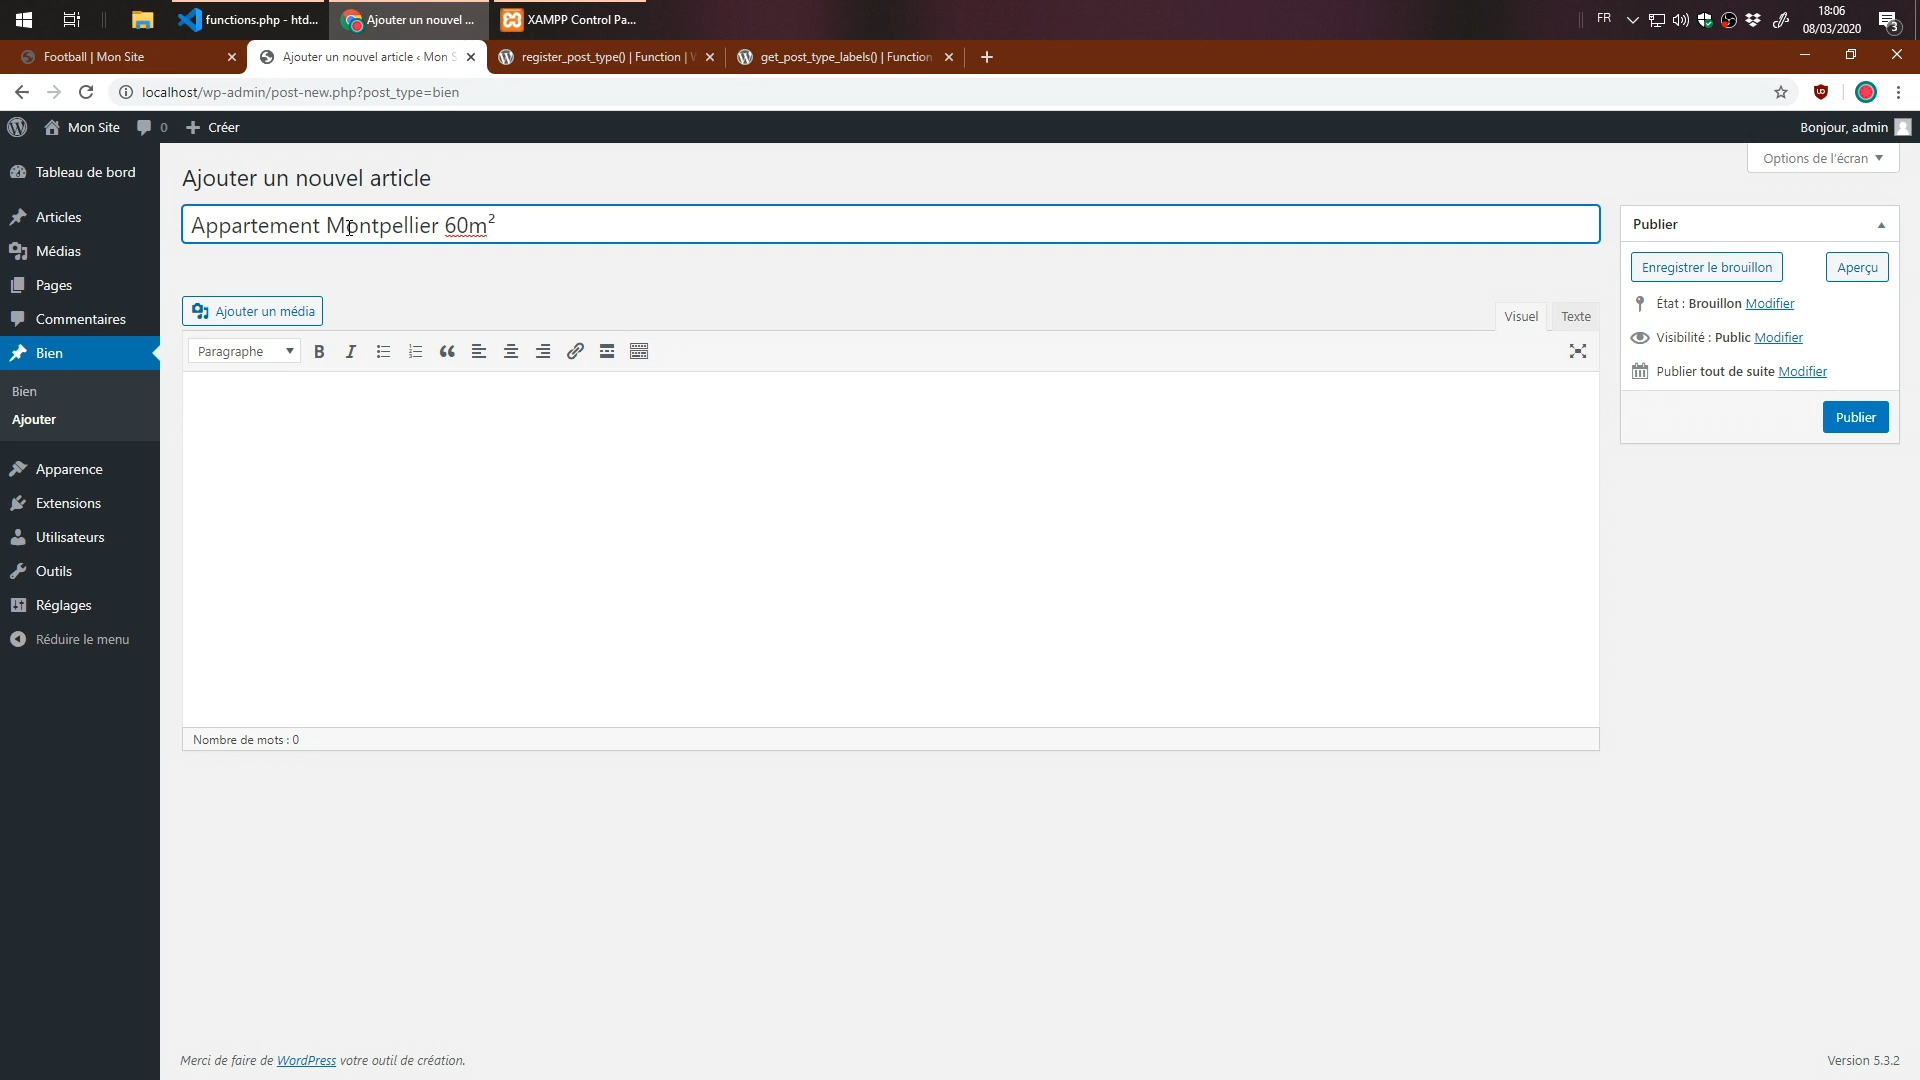 functions.php - htd...
Ajouter un nouvel ...
XAMPP Control Pa...
FR
18:06
08/03/2020
3
Football | Mon Site
Ajouter un nouvel article ‹ Mon S
register_post_type() | Function | W
get_post_type_labels() | Function
localhost/wp-admin/post-new.php?post_type=bien
Mon Site
0
Créer
Bonjour, admin
Options de l'écran
Tableau de bord
Articles
Médias
Pages
Commentaires
Bien
Bien
Ajouter
Apparence
Extensions
Utilisateurs
Outils
Réglages
Réduire le menu
Ajouter un nouvel article
Appartement Montpellier 60m²
Ajouter un média
Visuel
Texte
Paragraphe
Nombre de mots : 0
Publier
Enregistrer le brouillon
Aperçu
État : Brouillon Modifier
Visibilité : Public Modifier
Publier tout de suite Modifier
Publier
Merci de faire de WordPress votre outil de création.
Version 5.3.2